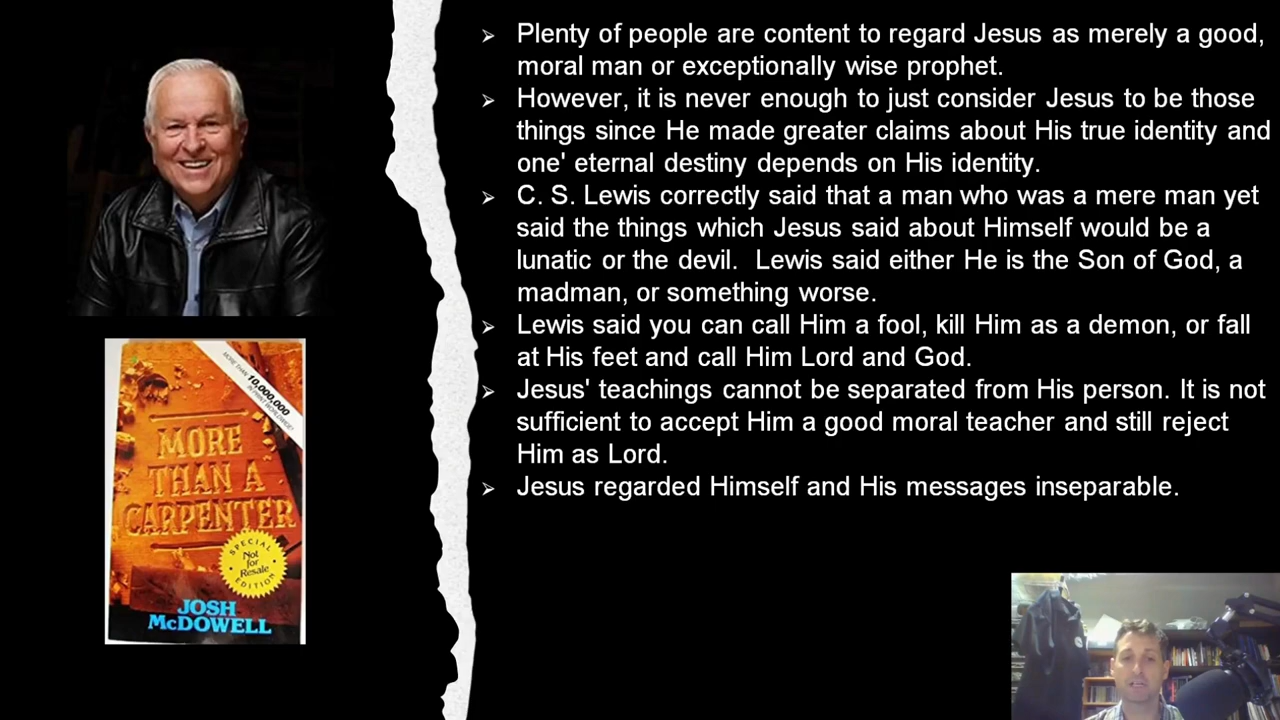 ➢ Plenty of people are content to regard Jesus as merely a good,
moral man or exceptionally wise prophet.
➢ However, it is never enough to just consider Jesus to be those
things since He made greater claims about His true identity and
one' eternal destiny depends on His identity.
➢ C. S. Lewis correctly said that a man who was a mere man yet
said the things which Jesus said about Himself would be a
lunatic or the devil.  Lewis said either He is the Son of God, a
madman, or something worse.
➢ Lewis said you can call Him a fool, kill Him as a demon, or fall
at His feet and call Him Lord and God.
➢ Jesus' teachings cannot be separated from His person. It is not
sufficient to accept Him a good moral teacher and still reject
Him as Lord.
➢ Jesus regarded Himself and His messages inseparable.
MORE THAN
10,000,000
IN PRINT WORLDWIDE
MORE
THAN A
CARPENTER
SPECIAL
Not
for
Resale
EDITION
JOSH
McDOWELL